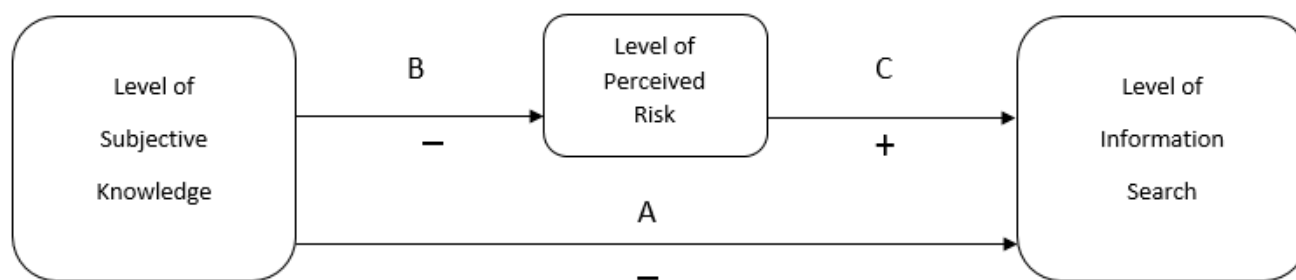 Level of
Subjective
Knowledge
B
−
Level of
Perceived
Risk
C
+
Level of
Information
Search
A
−